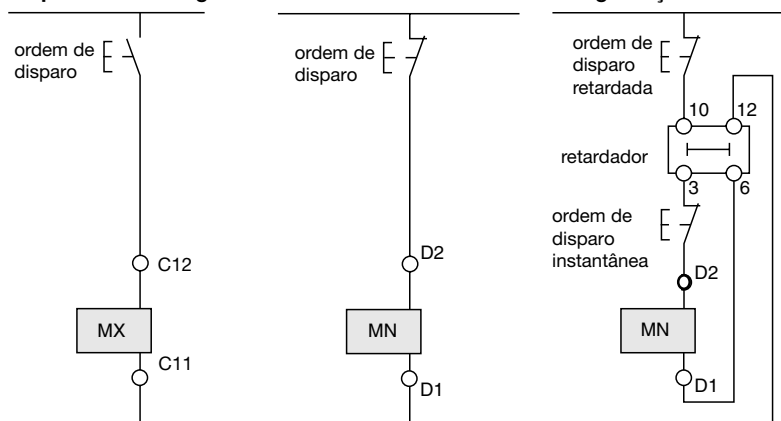 ordem de
disparo
C12
MX
C11
ordem de
disparo
D2
MN
D1
ordem de
disparo
retardada
10
12
retardador
3
6
ordem de
disparo
instantânea
D2
MN
D1